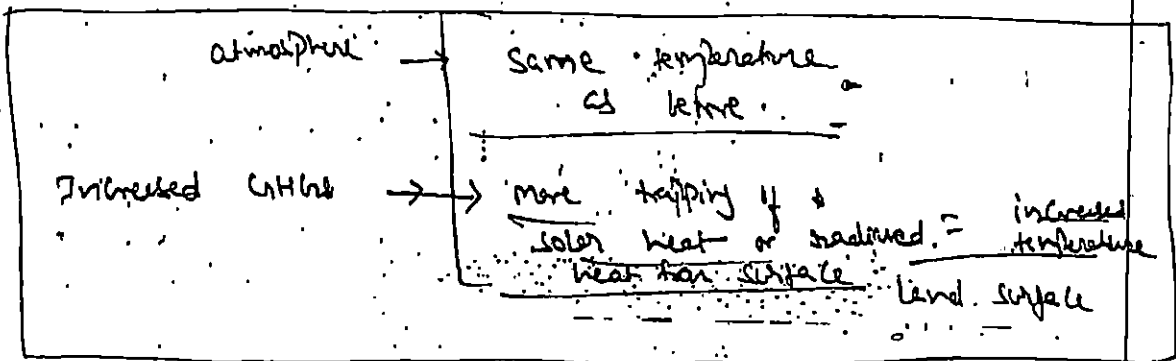 atmosphere → same temperature
as before.
Increased GHGs → more trapping of
solar heat or radiated = increased temperature
heat from surface land surface